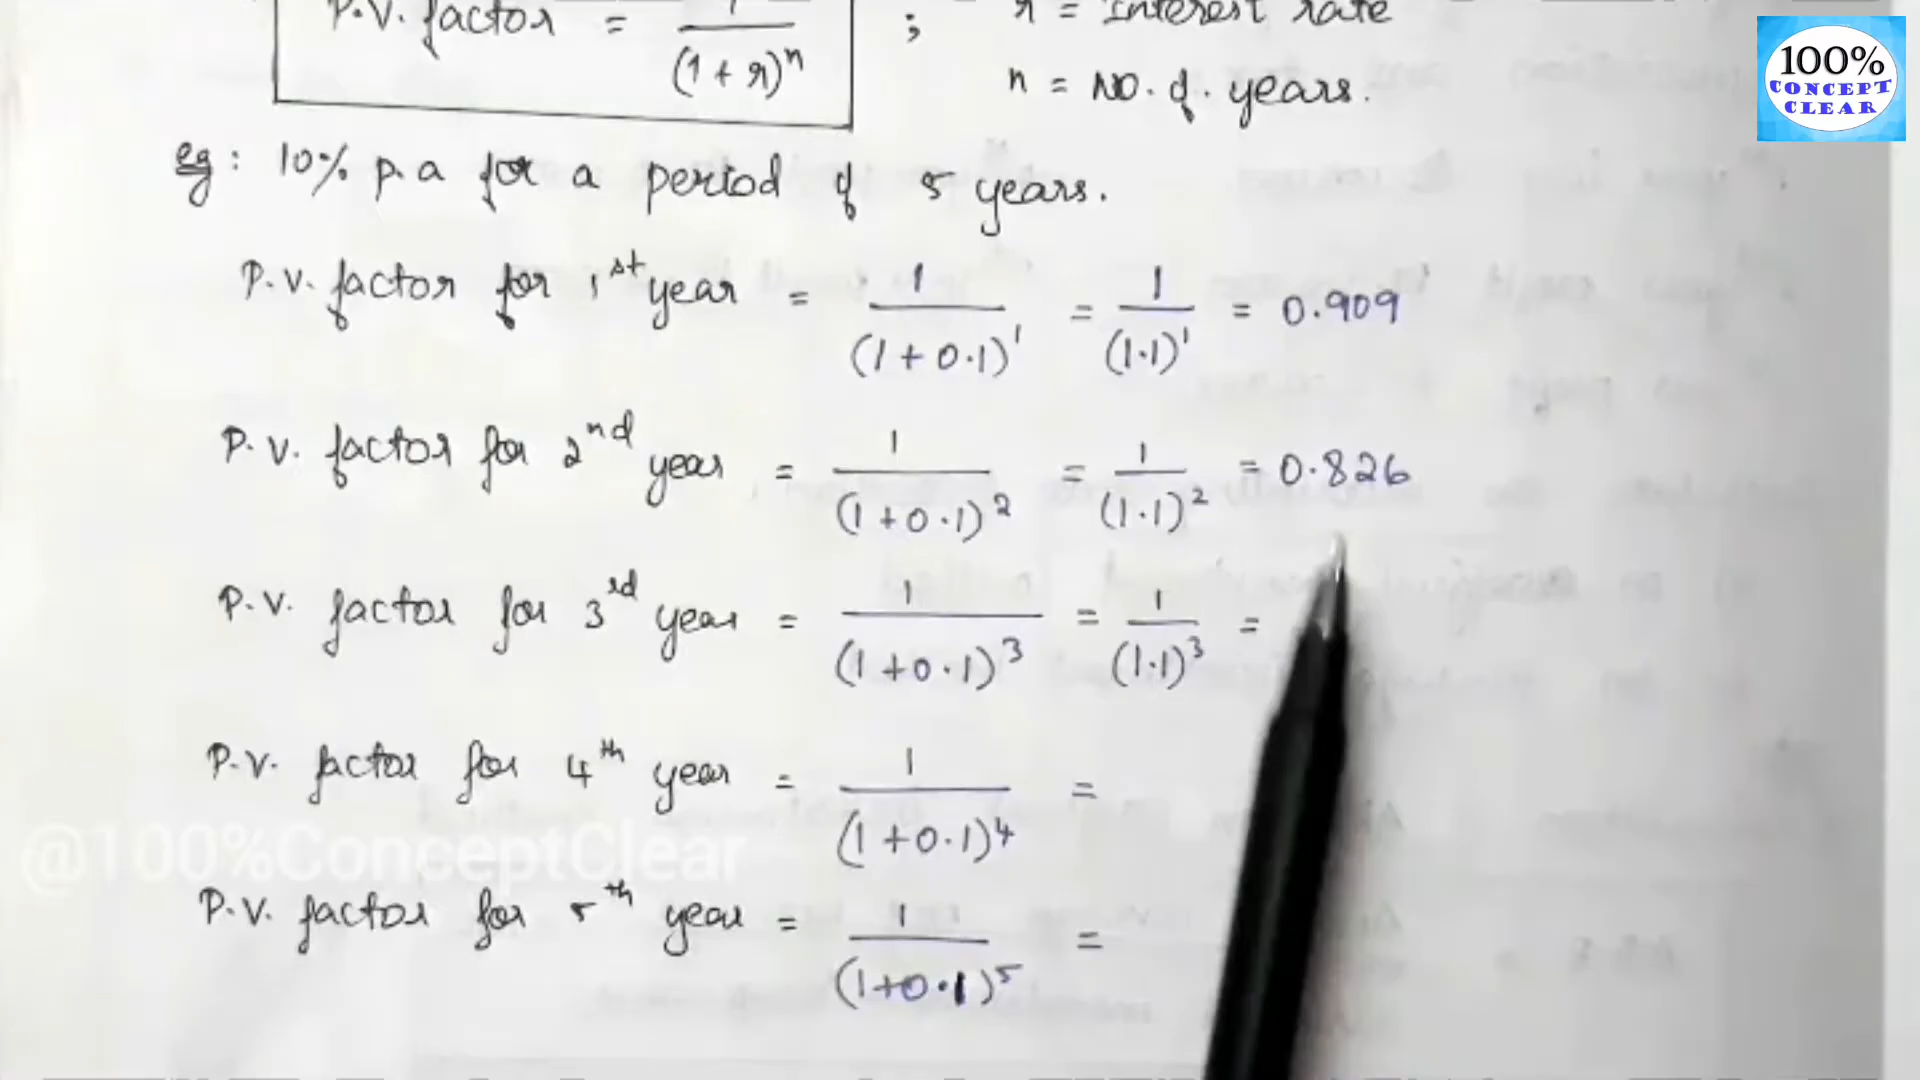 P.V. factor = 1/(1 + r)^n ; r = Interest rate
n = No. of. years.
eg : 10% p.a for a period of 5 years.
P.V. factor for 1st year = 1/(1 + 0.1)^1 = 1/(1.1)^1 = 0.909
P.V. factor for 2nd year = 1/(1 + 0.1)^2 = 1/(1.1)^2 = 0.826
P.V. factor for 3rd year = 1/(1 + 0.1)^3 = 1/(1.1)^3 =
P.V. factor for 4th year = 1/(1 + 0.1)^4 =
P.V. factor for 5th year = 1/(1+0.1)^5 =
100%
CONCEPT
CLEAR
@100%ConceptClear